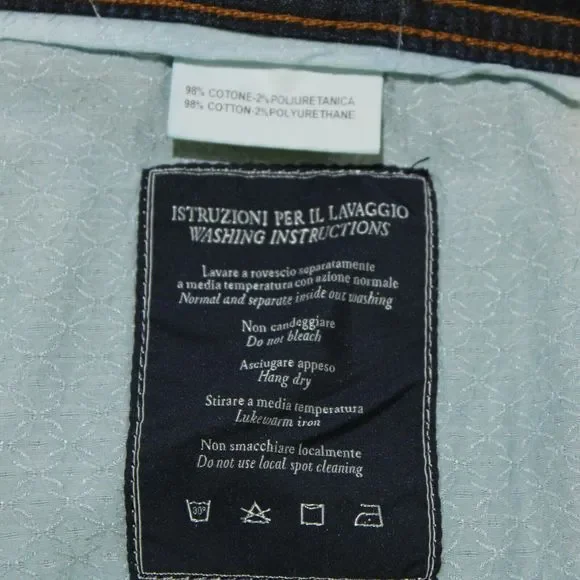 98% COTONE-2%POLIURETANICA
98% COTTON-2%POLYURETHANE
ISTRUZIONI PER IL LAVAGGIO
WASHING INSTRUCTIONS
Lavare a rovescio separatamente
a media temperatura con azione normale
Normal and separate inside out washing
Non candeggiare
Do not bleach
Asciugare appeso
Hang dry
Stirare a media temperatura
Lukewarm iron
Non smacchiare localmente
Do not use local spot cleaning
30°